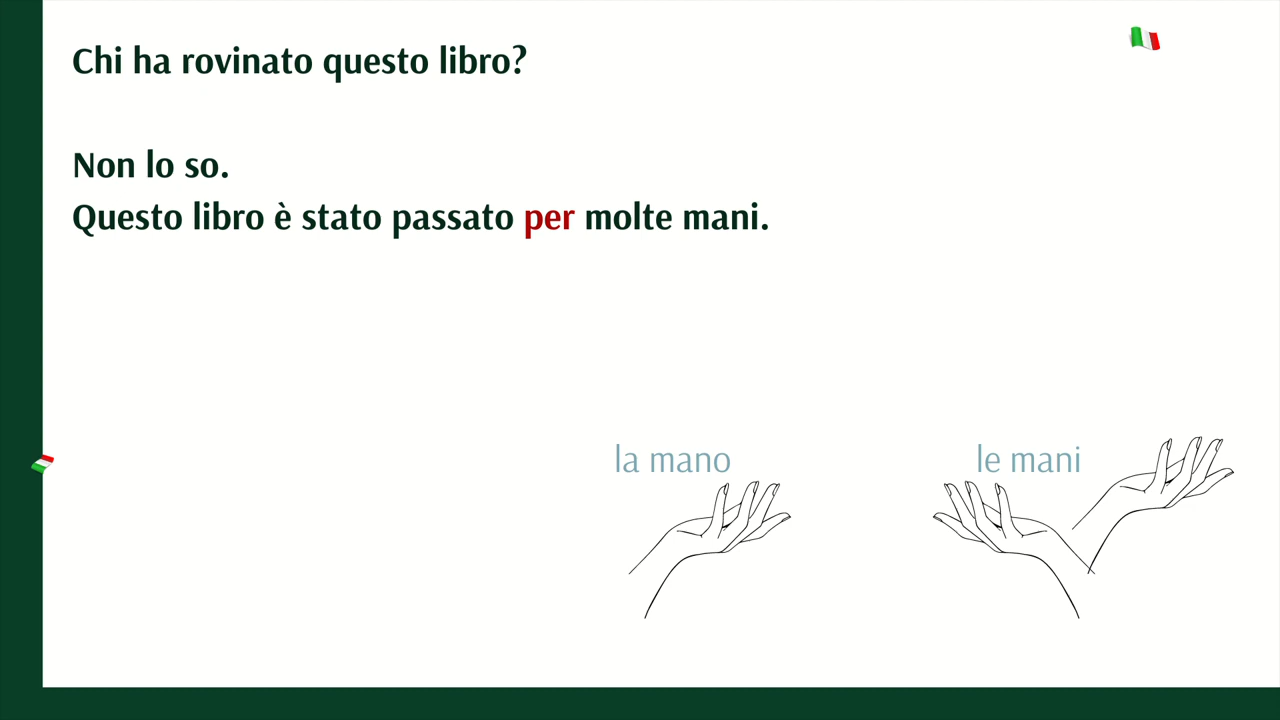 Chi ha rovinato questo libro?
Non lo so.
Questo libro è stato passato per molte mani.
la mano
le mani